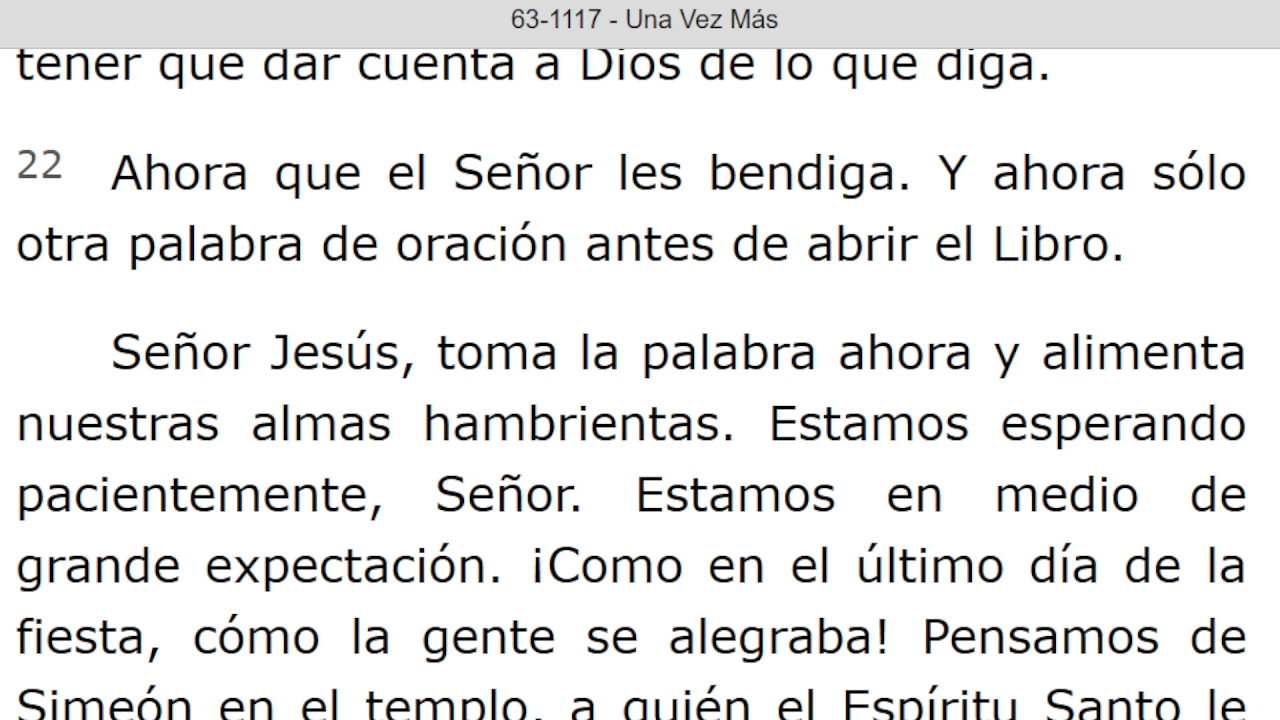 63-1117 - Una Vez Más
tener que dar cuenta a Dios de lo que diga.
22 Ahora que el Señor les bendiga. Y ahora sólo
otra palabra de oración antes de abrir el Libro.
Señor Jesús, toma la palabra ahora y alimenta
nuestras almas hambrientas. Estamos esperando
pacientemente, Señor. Estamos en medio de
grande expectación. ¡Como en el último día de la
fiesta, cómo la gente se alegraba! Pensamos de
Simeón en el templo, a quién el Espíritu Santo le